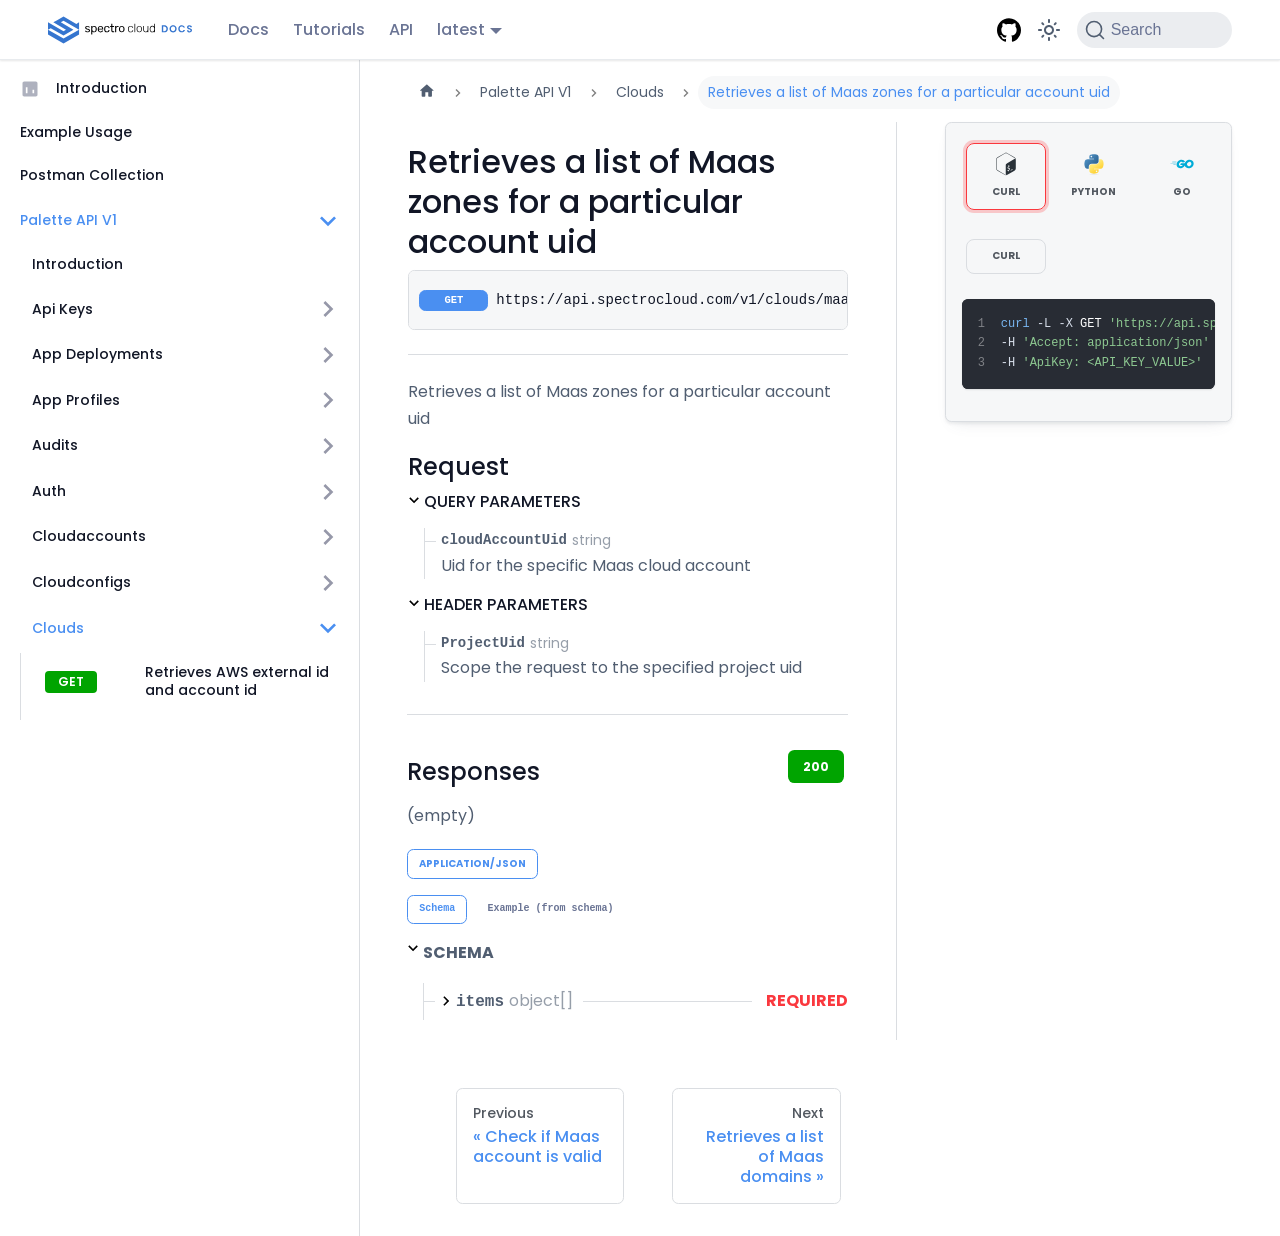 spectro cloud DOCS
Docs
Tutorials
API
latest
Search
Introduction
Example Usage
Postman Collection
Palette API V1
Introduction
Api Keys
App Deployments
App Profiles
Audits
Auth
Cloudaccounts
Cloudconfigs
Clouds
GET
Retrieves AWS external id
and account id
Palette API V1
Clouds
Retrieves a list of Maas zones for a particular account uid
Retrieves a list of Maas
zones for a particular
account uid
GET https://api.spectrocloud.com/v1/clouds/maa
Retrieves a list of Maas zones for a particular account
uid
Request
QUERY PARAMETERS
cloudAccountUid string
Uid for the specific Maas cloud account
HEADER PARAMETERS
ProjectUid string
Scope the request to the specified project uid
Responses
200
(empty)
APPLICATION/JSON
Schema
Example (from schema)
SCHEMA
items object[]
REQUIRED
Previous
« Check if Maas
account is valid
Next
Retrieves a list
of Maas
domains »
CURL
PYTHON
GO
GO
CURL
1 curl -L -X GET 'https://api.sp
2 -H 'Accept: application/json'
3 -H 'ApiKey: <API_KEY_VALUE>'